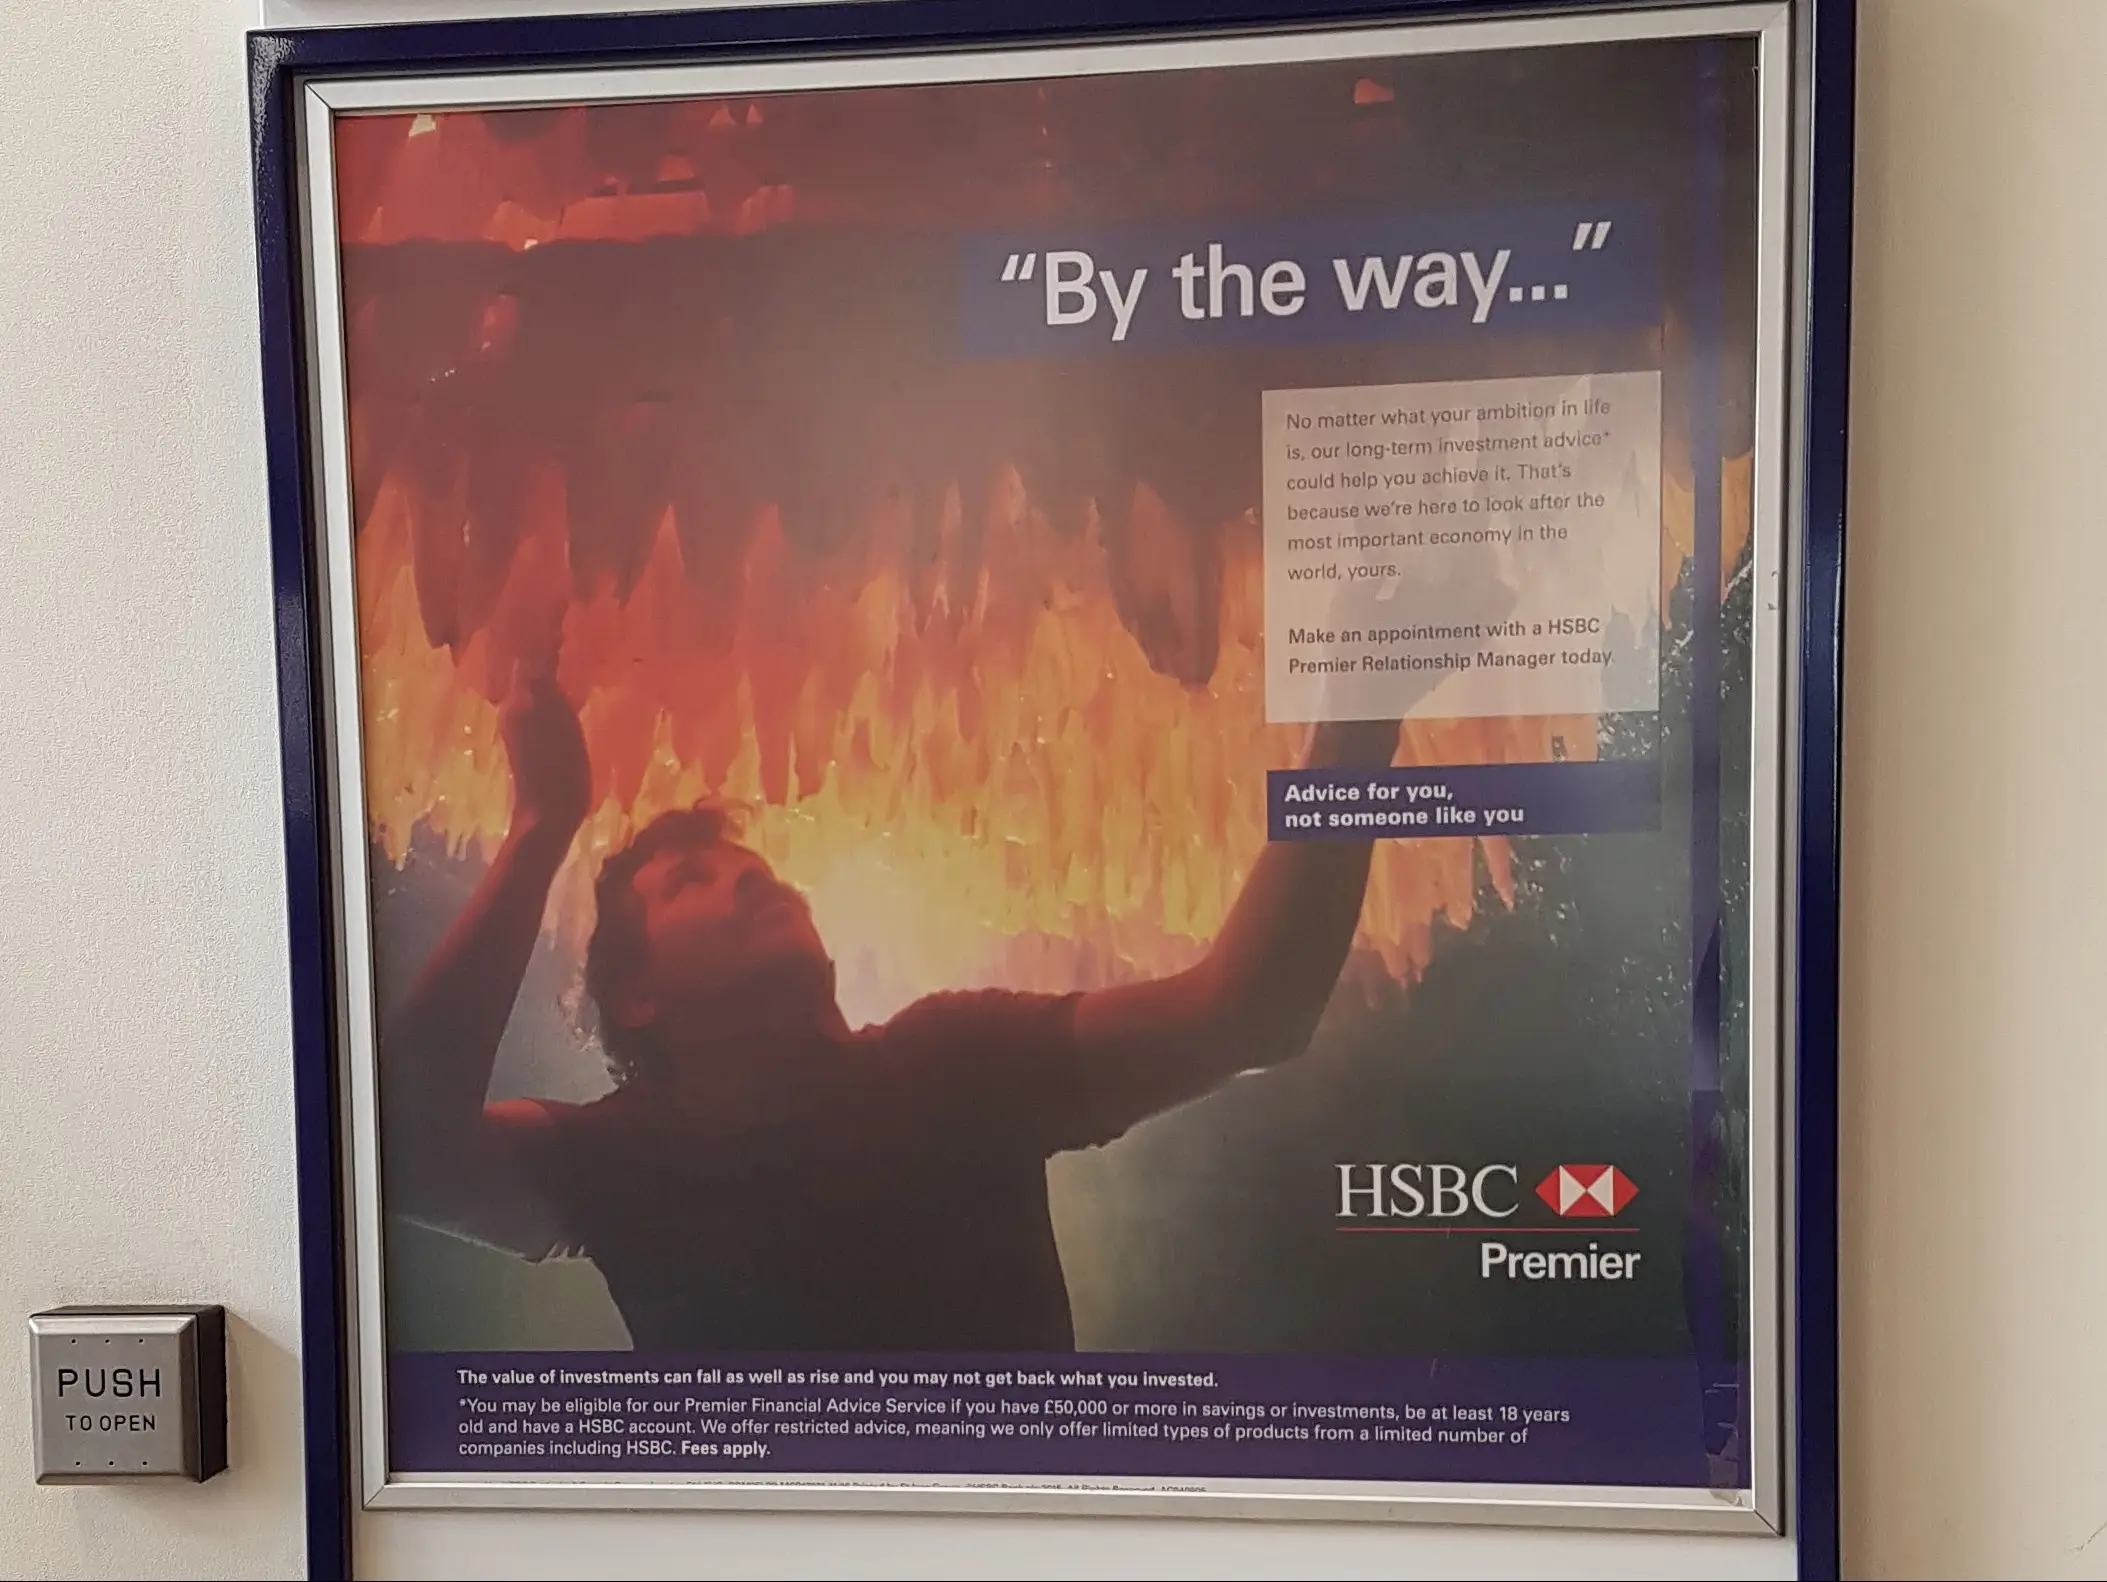 “By the way...”
No matter what your ambition in life
is, our long-term investment advice*
could help you achieve it. That's
because we're here to look after the
most important economy in the
world, yours.
Make an appointment with a HSBC
Premier Relationship Manager today.
Advice for you,
not someone like you
HSBC
Premier
PUSH
TO OPEN
The value of investments can fall as well as rise and you may not get back what you invested.
*You may be eligible for our Premier Financial Advice Service if you have £50,000 or more in savings or investments, be at least 18 years
old and have a HSBC account. We offer restricted advice, meaning we only offer limited types of products from a limited number of
companies including HSBC. Fees apply.